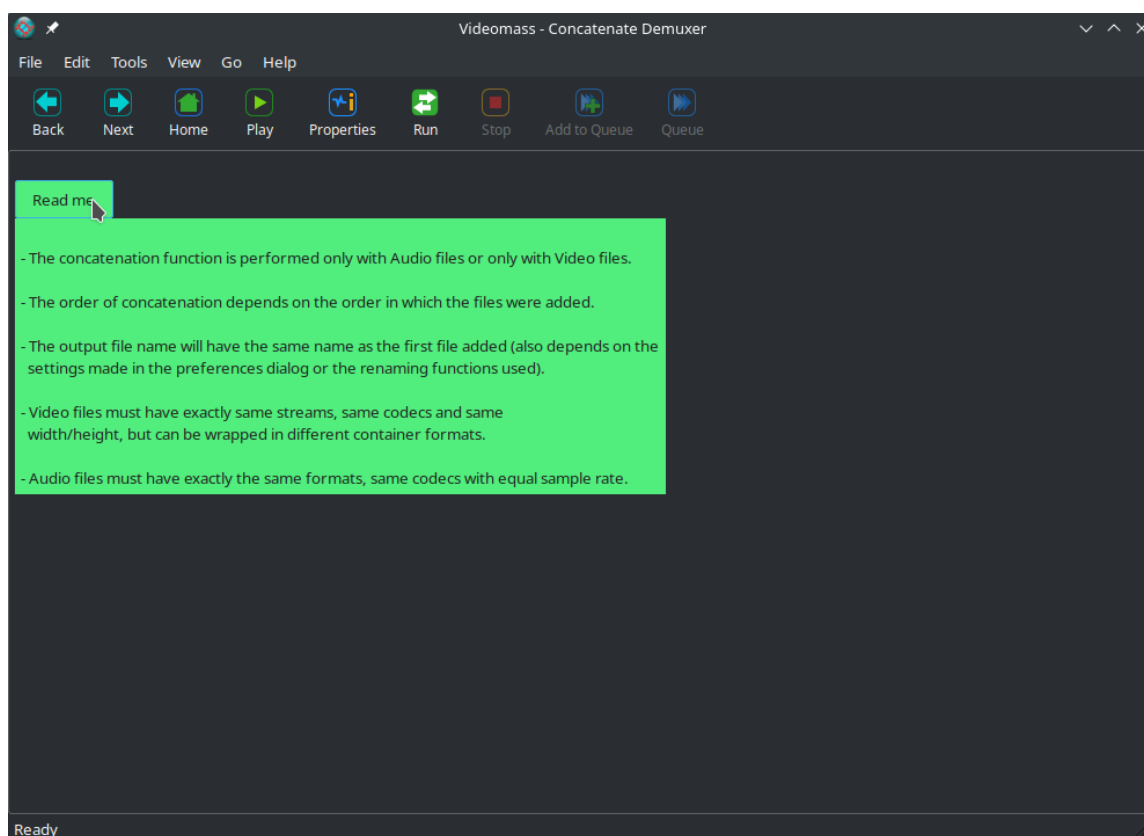 Videomass - Concatenate Demuxer
File Edit Tools View Go Help
Back Next Home Play Properties Run Stop Add to Queue Queue
Read me
- The concatenation function is performed only with Audio files or only with Video files.
- The order of concatenation depends on the order in which the files were added.
- The output file name will have the same name as the first file added (also depends on the
settings made in the preferences dialog or the renaming functions used).
- Video files must have exactly same streams, same codecs and same
width/height, but can be wrapped in different container formats.
- Audio files must have exactly the same formats, same codecs with equal sample rate.
Ready